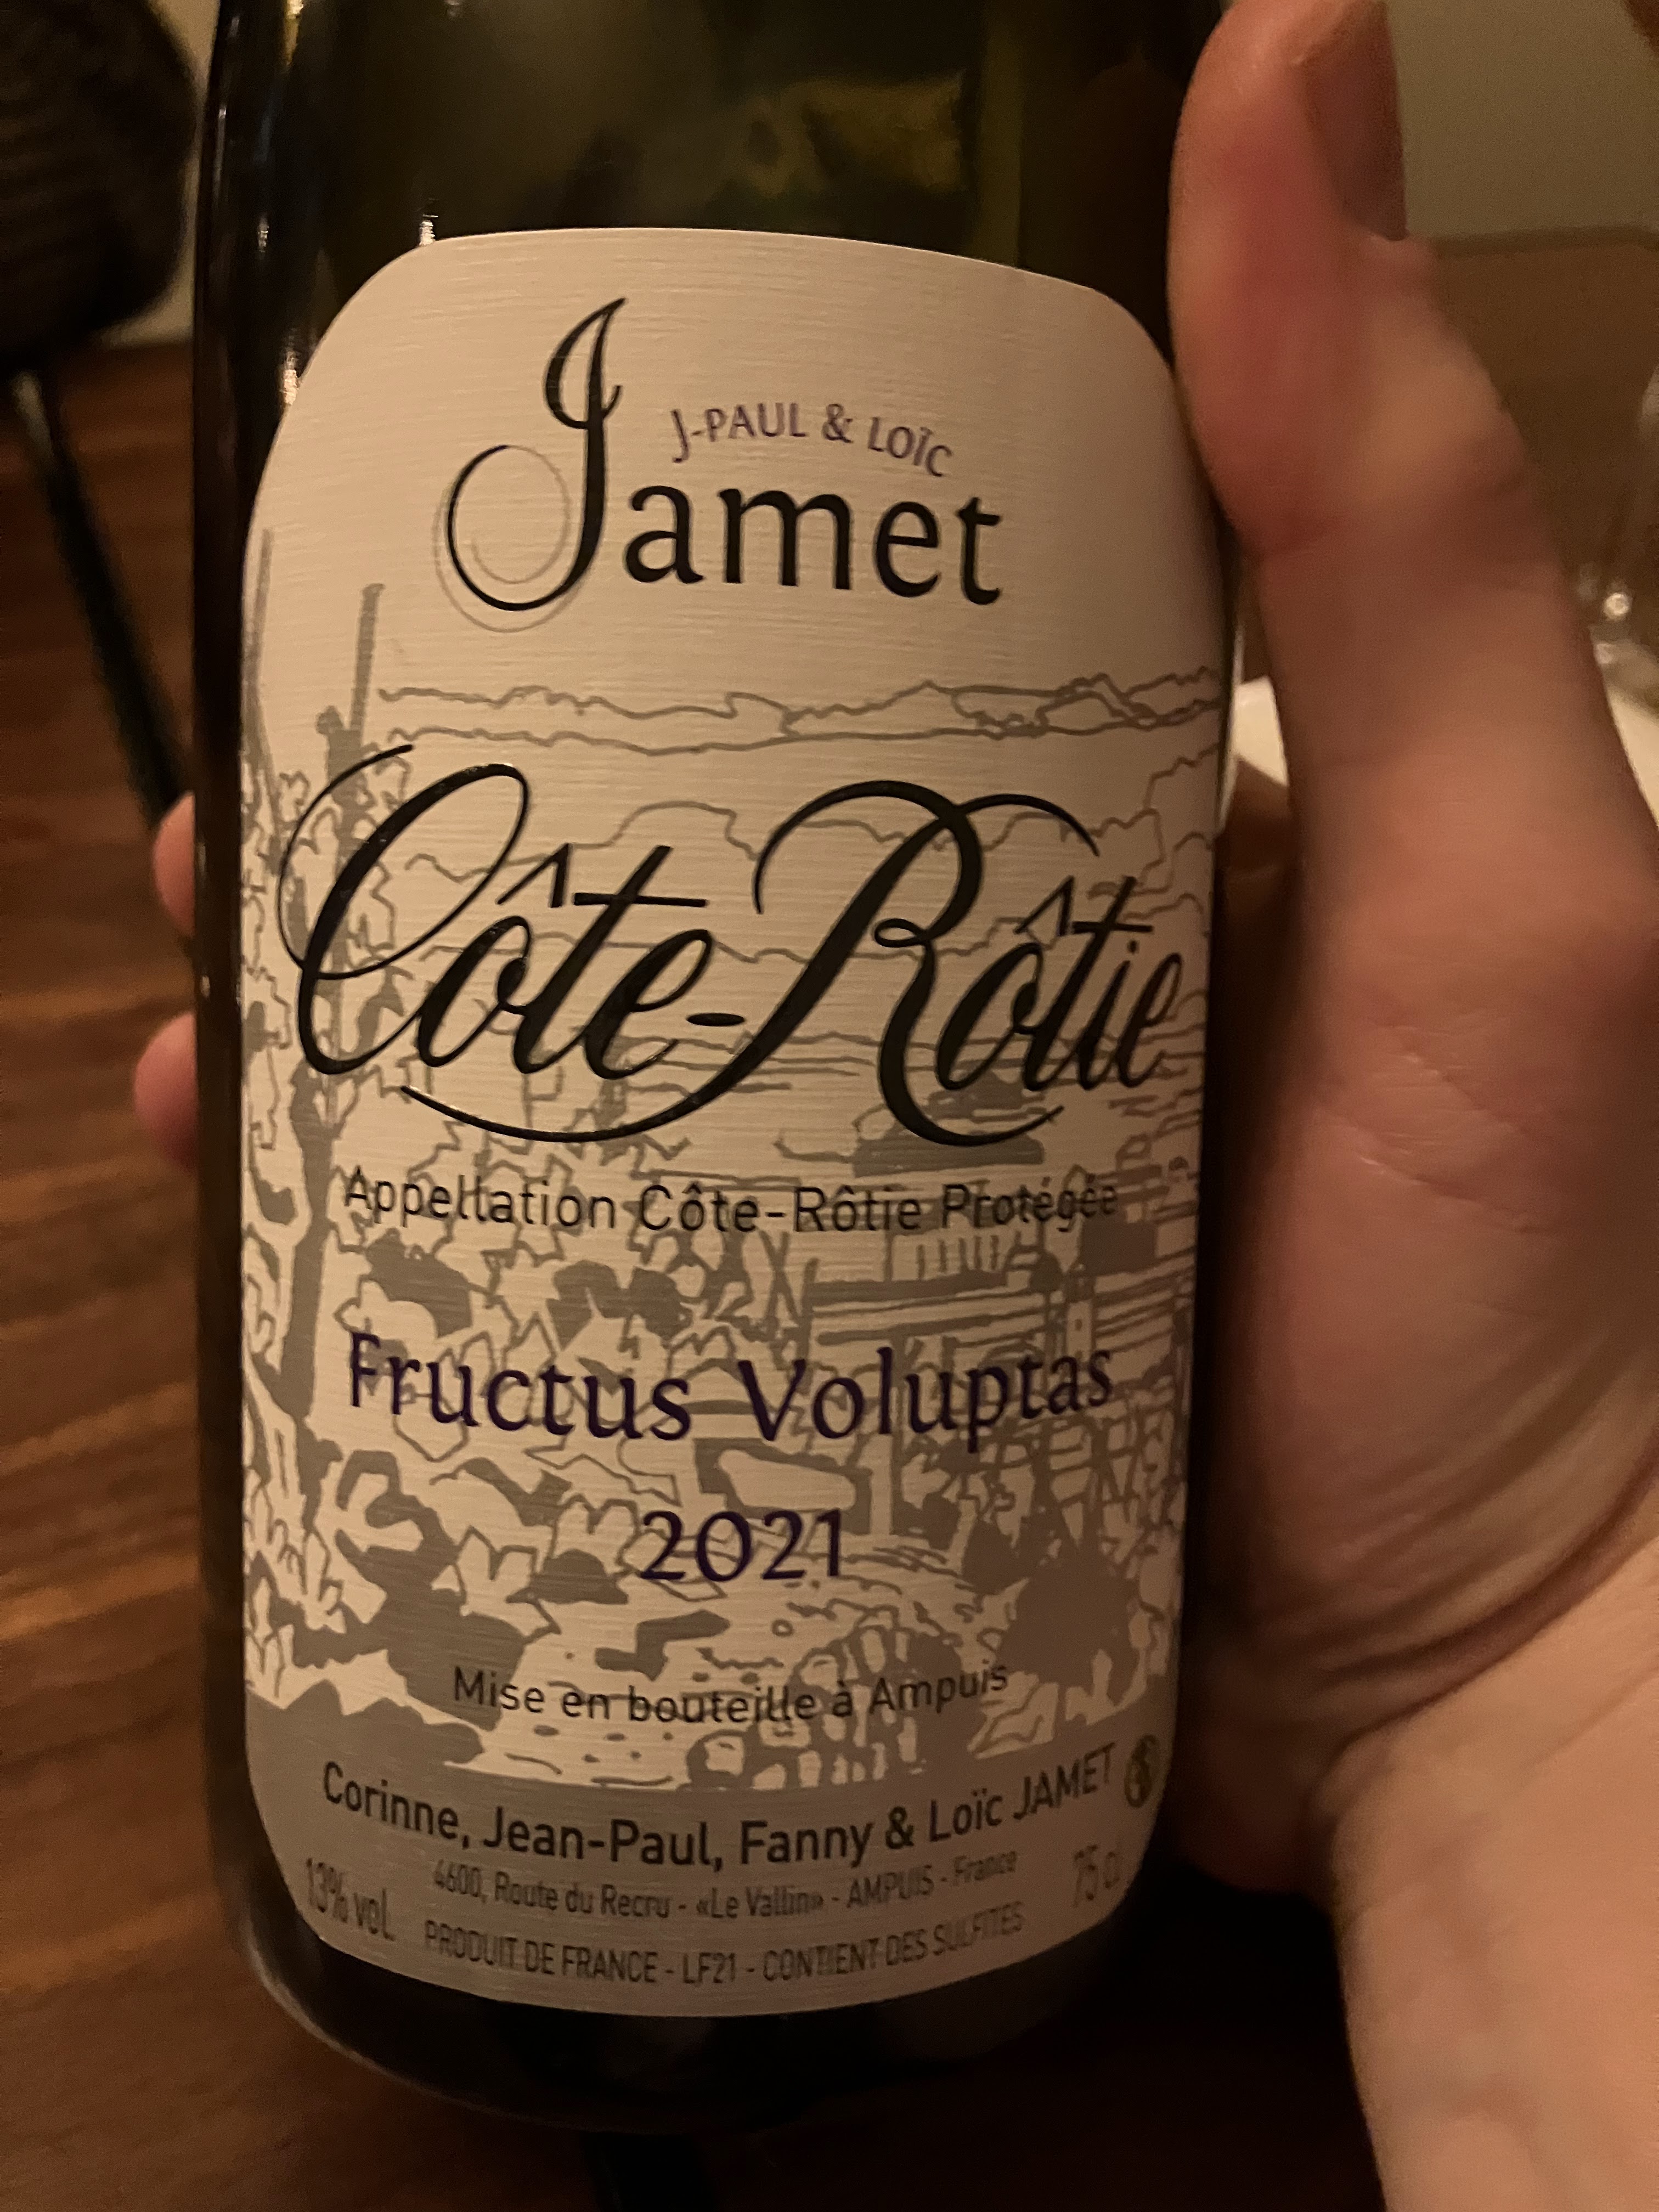 J-PAUL & LOÏC
Jamet
Côte-Rôtie
Appellation Côte-Rôtie Protégée
Fructus Voluptas
2021
Mise en bouteille à Ampuis
Corinne, Jean-Paul, Fanny & Loïc JAMET
4600, Route du Recru - «Le Vallin» - AMPUIS - France
13% vol. 75 cl
PRODUIT DE FRANCE - LF21 - CONTIENT DES SULFITES